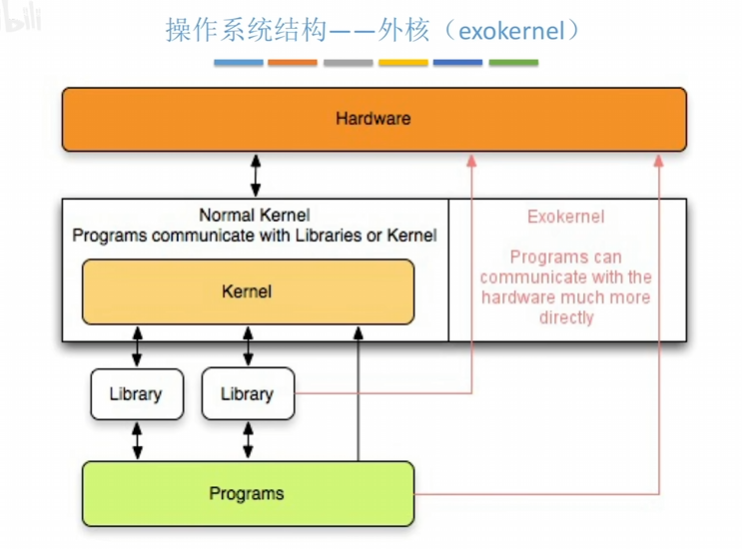 bili
操作系统结构——外核（exokernel）
Hardware
Normal Kernel
Programs communicate with Libraries or Kernel
Kernel
Exokernel
Programs can
communicate with the
hardware much more
directly
Library
Library
Programs